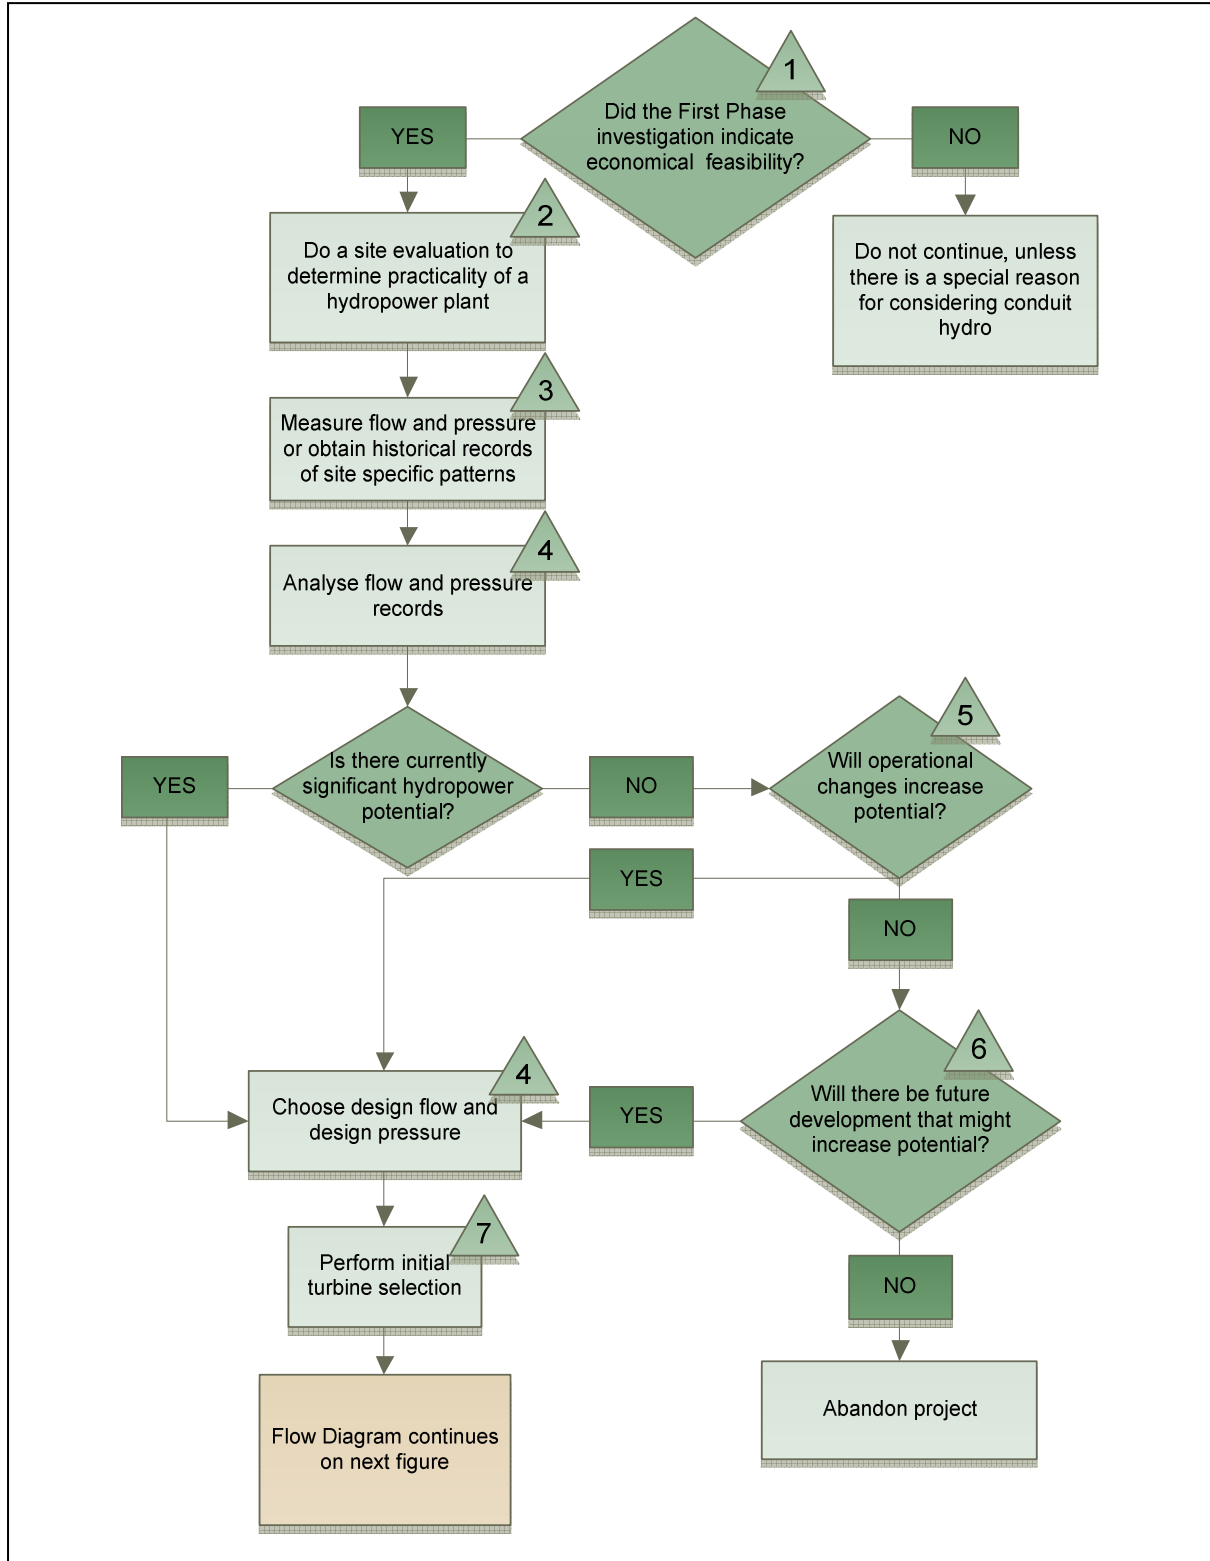 1
Did the First Phase
investigation indicate
economical feasibility?
YES
NO
2
Do a site evaluation to
determine practicality of a
hydropower plant
Do not continue, unless
there is a special reason
for considering conduit
hydro
3
Measure flow and pressure
or obtain historical records
of site specific patterns
4
Analyse flow and pressure
records
Is there currently
significant hydropower
potential?
YES
NO
5
Will operational
changes increase
potential?
YES
NO
6
Will there be future
development that might
increase potential?
YES
4
Choose design flow and
design pressure
7
Perform initial
turbine selection
NO
Abandon project
Flow Diagram continues
on next figure